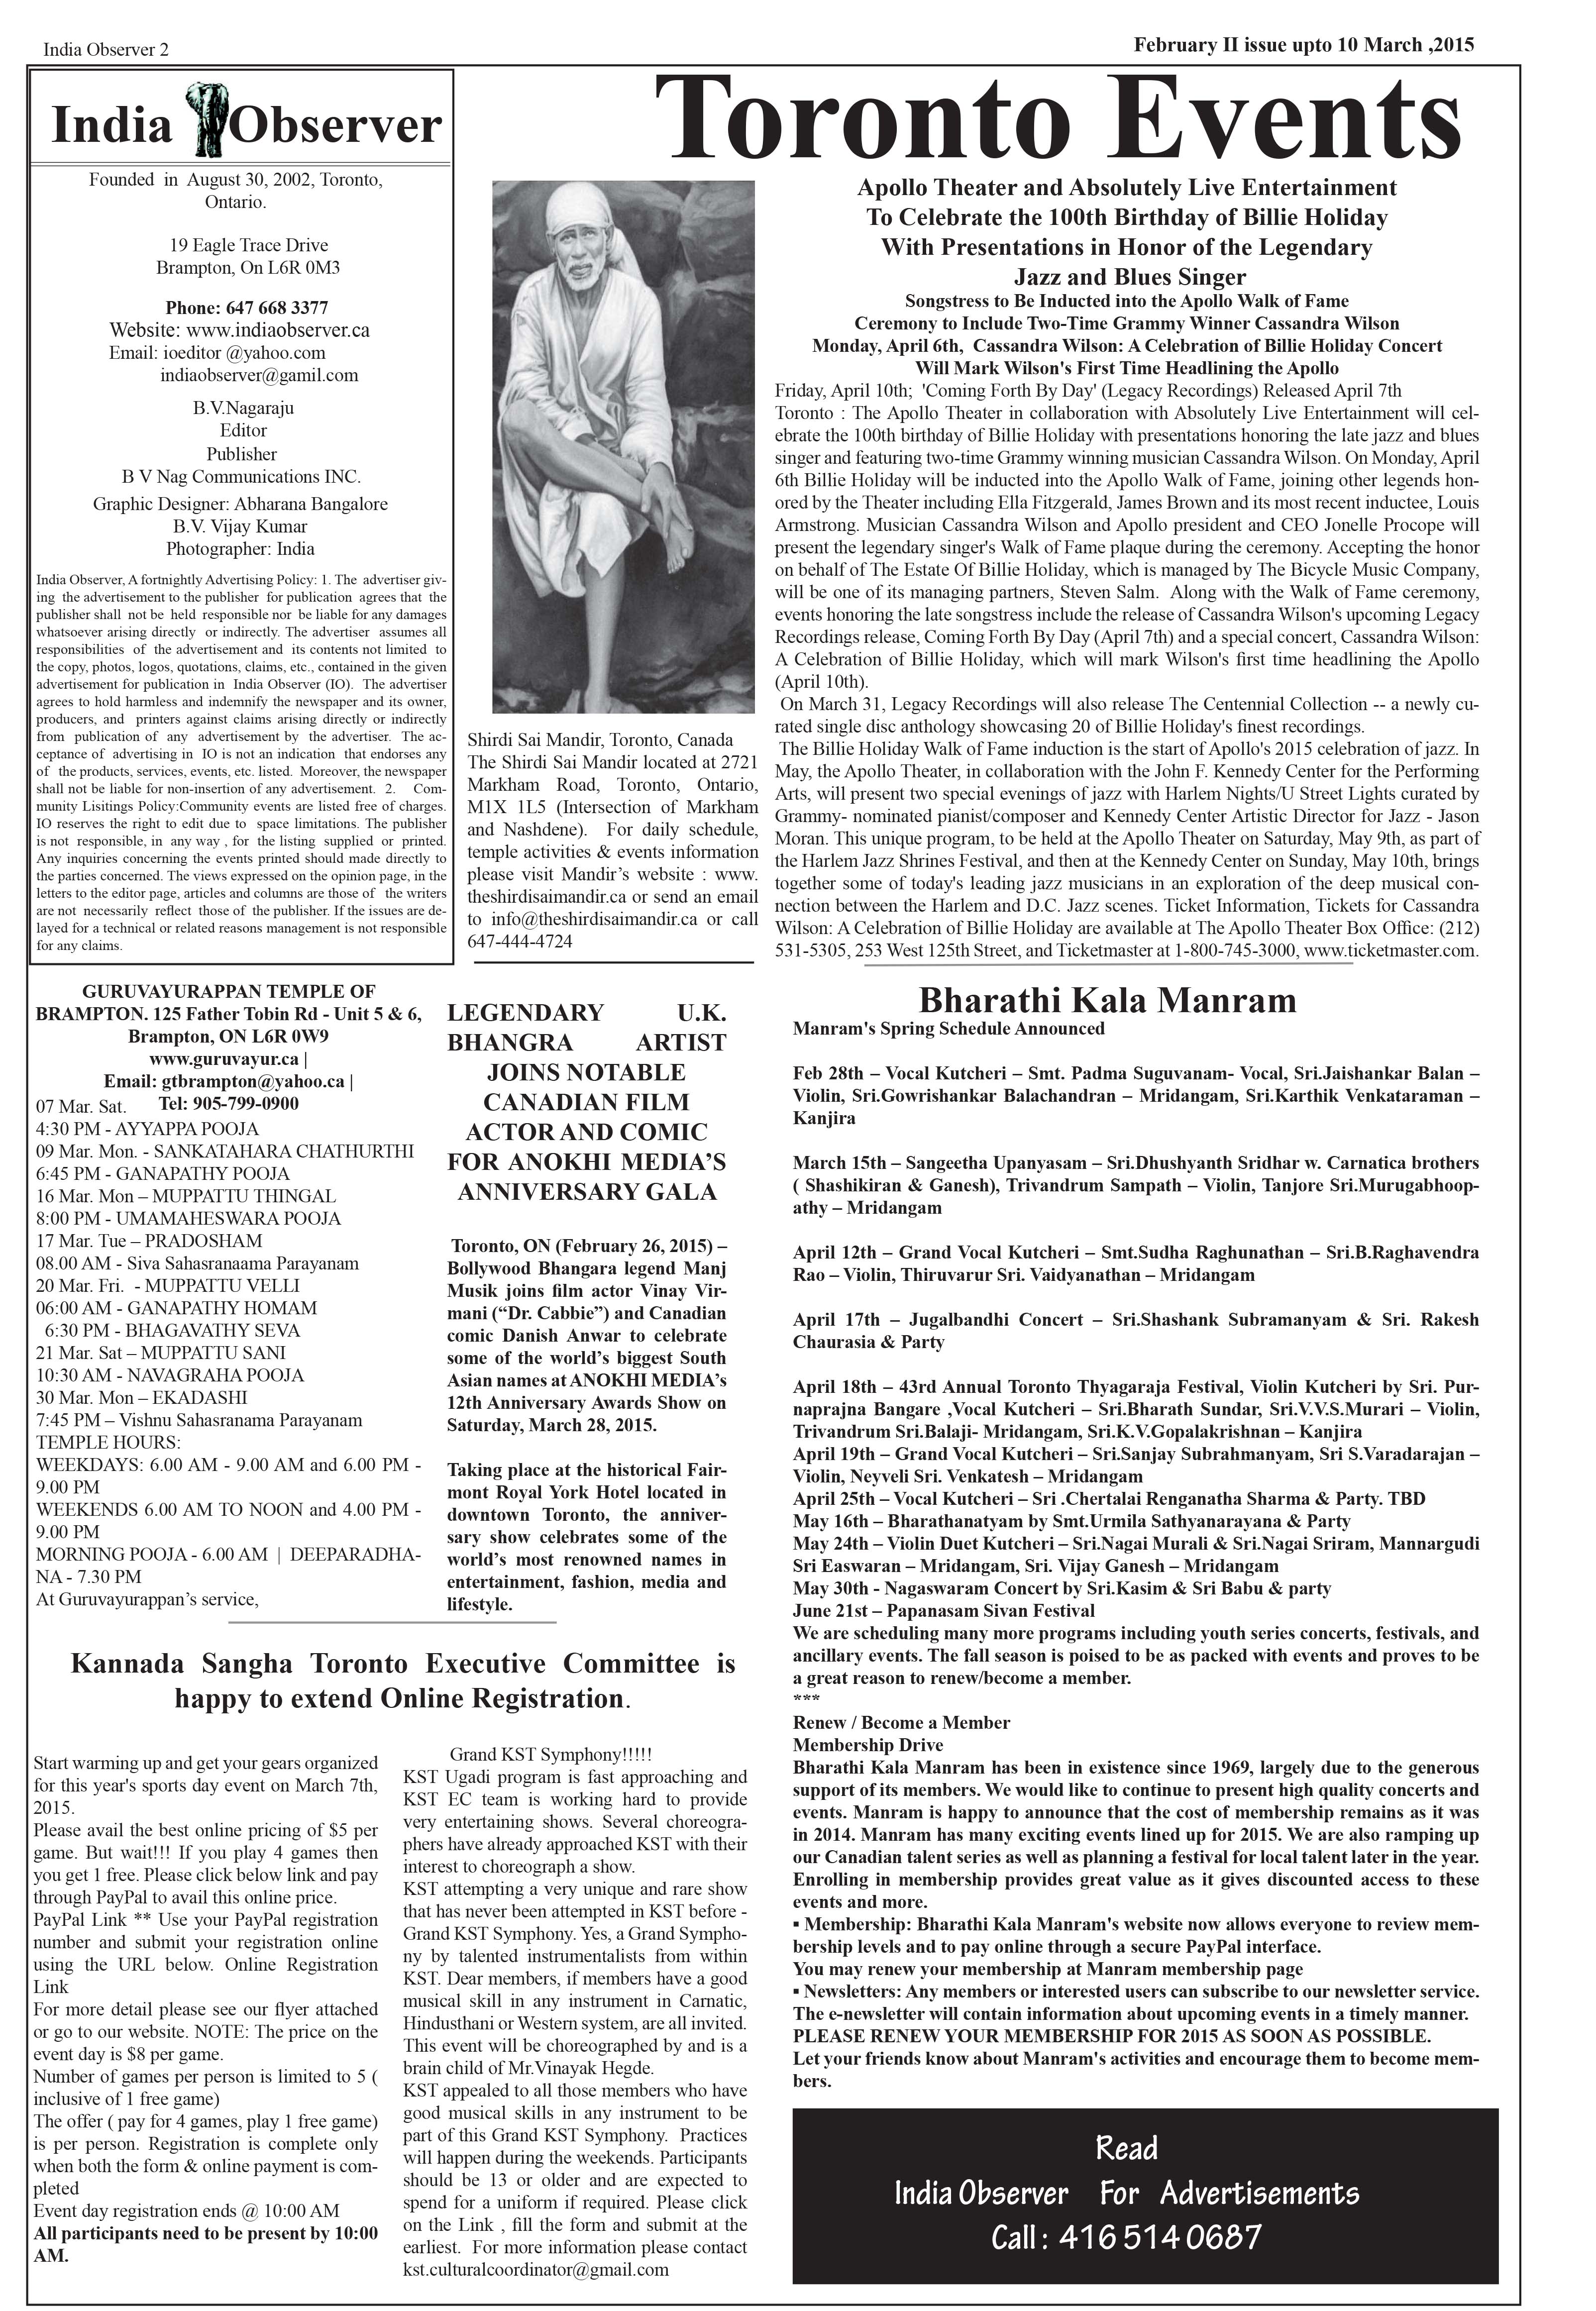 India Observer 2
February II issue upto 10 March ,2015
India Observer
Founded in August 30, 2002, Toronto,
Ontario.
19 Eagle Trace Drive
Brampton, On L6R 0M3
Phone: 647 668 3377
Website: www.indiaobserver.ca
Email: ioeditor @yahoo.com
indiaobserver@gamil.com
B.V.Nagaraju
Editor
Publisher
B V Nag Communications INC.
Graphic Designer: Abharana Bangalore
B.V. Vijay Kumar
Photographer: India
India Observer, A fortnightly Advertising Policy: 1. The advertiser giv-
ing the advertisement to the publisher for publication agrees that the
publisher shall not be held responsible nor be liable for any damages
whatsoever arising directly or indirectly. The advertiser assumes all
responsibilities of the advertisement and its contents not limited to
the copy, photos, logos, quotations, claims, etc., contained in the given
advertisement for publication in India Observer (IO). The advertiser
agrees to hold harmless and indemnify the newspaper and its owner,
producers, and printers against claims arising directly or indirectly
from publication of any advertisement by the advertiser. The ac-
ceptance of advertising in IO is not an indication that endorses any
of the products, services, events, etc. listed. Moreover, the newspaper
shall not be liable for non-insertion of any advertisement. 2. Com-
munity Lisitings Policy:Community events are listed free of charges.
IO reserves the right to edit due to space limitations. The publisher
is not responsible, in any way , for the listing supplied or printed.
Any inquiries concerning the events printed should made directly to
the parties concerned. The views expressed on the opinion page, in the
letters to the editor page, articles and columns are those of the writers
are not necessarily reflect those of the publisher. If the issues are de-
layed for a technical or related reasons management is not responsible
for any claims.
Shirdi Sai Mandir, Toronto, Canada
The Shirdi Sai Mandir located at 2721
Markham Road, Toronto, Ontario,
M1X 1L5 (Intersection of Markham
and Nashdene). For daily schedule,
temple activities & events information
please visit Mandir’s website : www.
theshirdisaimandir.ca or send an email
to info@theshirdisaimandir.ca or call
647-444-4724
Toronto Events
Apollo Theater and Absolutely Live Entertainment
To Celebrate the 100th Birthday of Billie Holiday
With Presentations in Honor of the Legendary
Jazz and Blues Singer
Songstress to Be Inducted into the Apollo Walk of Fame
Ceremony to Include Two-Time Grammy Winner Cassandra Wilson
Monday, April 6th, Cassandra Wilson: A Celebration of Billie Holiday Concert
Will Mark Wilson's First Time Headlining the Apollo
Friday, April 10th; 'Coming Forth By Day' (Legacy Recordings) Released April 7th
Toronto : The Apollo Theater in collaboration with Absolutely Live Entertainment will cel-
ebrate the 100th birthday of Billie Holiday with presentations honoring the late jazz and blues
singer and featuring two-time Grammy winning musician Cassandra Wilson. On Monday, April
6th Billie Holiday will be inducted into the Apollo Walk of Fame, joining other legends hon-
ored by the Theater including Ella Fitzgerald, James Brown and its most recent inductee, Louis
Armstrong. Musician Cassandra Wilson and Apollo president and CEO Jonelle Procope will
present the legendary singer's Walk of Fame plaque during the ceremony. Accepting the honor
on behalf of The Estate Of Billie Holiday, which is managed by The Bicycle Music Company,
will be one of its managing partners, Steven Salm. Along with the Walk of Fame ceremony,
events honoring the late songstress include the release of Cassandra Wilson's upcoming Legacy
Recordings release, Coming Forth By Day (April 7th) and a special concert, Cassandra Wilson:
A Celebration of Billie Holiday, which will mark Wilson's first time headlining the Apollo
(April 10th).
On March 31, Legacy Recordings will also release The Centennial Collection -- a newly cu-
rated single disc anthology showcasing 20 of Billie Holiday's finest recordings.
The Billie Holiday Walk of Fame induction is the start of Apollo's 2015 celebration of jazz. In
May, the Apollo Theater, in collaboration with the John F. Kennedy Center for the Performing
Arts, will present two special evenings of jazz with Harlem Nights/U Street Lights curated by
Grammy- nominated pianist/composer and Kennedy Center Artistic Director for Jazz - Jason
Moran. This unique program, to be held at the Apollo Theater on Saturday, May 9th, as part of
the Harlem Jazz Shrines Festival, and then at the Kennedy Center on Sunday, May 10th, brings
together some of today's leading jazz musicians in an exploration of the deep musical con-
nection between the Harlem and D.C. Jazz scenes. Ticket Information, Tickets for Cassandra
Wilson: A Celebration of Billie Holiday are available at The Apollo Theater Box Office: (212)
531-5305, 253 West 125th Street, and Ticketmaster at 1-800-745-3000, www.ticketmaster.com.
GURUVAYURAPPAN TEMPLE OF
BRAMPTON. 125 Father Tobin Rd - Unit 5 & 6,
Brampton, ON L6R 0W9
www.guruvayur.ca |
Email: gtbrampton@yahoo.ca |
Tel: 905-799-0900
07 Mar. Sat.
4:30 PM - AYYAPPA POOJA
09 Mar. Mon. - SANKATAHARA CHATHURTHI
6:45 PM - GANAPATHY POOJA
16 Mar. Mon – MUPPATTU THINGAL
8:00 PM - UMAMAHESWARA POOJA
17 Mar. Tue – PRADOSHAM
08.00 AM - Siva Sahasranaama Parayanam
20 Mar. Fri. - MUPPATTU VELLI
06:00 AM - GANAPATHY HOMAM
6:30 PM - BHAGAVATHY SEVA
21 Mar. Sat – MUPPATTU SANI
10:30 AM - NAVAGRAHA POOJA
30 Mar. Mon – EKADASHI
7:45 PM – Vishnu Sahasranama Parayanam
TEMPLE HOURS:
WEEKDAYS: 6.00 AM - 9.00 AM and 6.00 PM -
9.00 PM
WEEKENDS 6.00 AM TO NOON and 4.00 PM -
9.00 PM
MORNING POOJA - 6.00 AM | DEEPARADHA-
NA - 7.30 PM
At Guruvayurappan’s service,
LEGENDARY U.K.
BHANGRA ARTIST
JOINS NOTABLE
CANADIAN FILM
ACTOR AND COMIC
FOR ANOKHI MEDIA’S
ANNIVERSARY GALA
Toronto, ON (February 26, 2015) –
Bollywood Bhangara legend Manj
Musik joins film actor Vinay Vir-
mani (“Dr. Cabbie”) and Canadian
comic Danish Anwar to celebrate
some of the world’s biggest South
Asian names at ANOKHI MEDIA’s
12th Anniversary Awards Show on
Saturday, March 28, 2015.
Taking place at the historical Fair-
mont Royal York Hotel located in
downtown Toronto, the anniver-
sary show celebrates some of the
world’s most renowned names in
entertainment, fashion, media and
lifestyle.
Bharathi Kala Manram
Manram's Spring Schedule Announced
Feb 28th – Vocal Kutcheri – Smt. Padma Suguvanam- Vocal, Sri.Jaishankar Balan –
Violin, Sri.Gowrishankar Balachandran – Mridangam, Sri.Karthik Venkataraman –
Kanjira
March 15th – Sangeetha Upanyasam – Sri.Dhushyanth Sridhar w. Carnatica brothers
( Shashikiran & Ganesh), Trivandrum Sampath – Violin, Tanjore Sri.Murugabhoop-
athy – Mridangam
April 12th – Grand Vocal Kutcheri – Smt.Sudha Raghunathan – Sri.B.Raghavendra
Rao – Violin, Thiruvarur Sri. Vaidyanathan – Mridangam
April 17th – Jugalbandhi Concert – Sri.Shashank Subramanyam & Sri. Rakesh
Chaurasia & Party
April 18th – 43rd Annual Toronto Thyagaraja Festival, Violin Kutcheri by Sri. Pur-
naprajna Bangare ,Vocal Kutcheri – Sri.Bharath Sundar, Sri.V.V.S.Murari – Violin,
Trivandrum Sri.Balaji- Mridangam, Sri.K.V.Gopalakrishnan – Kanjira
April 19th – Grand Vocal Kutcheri – Sri.Sanjay Subrahmanyam, Sri S.Varadarajan –
Violin, Neyveli Sri. Venkatesh – Mridangam
April 25th – Vocal Kutcheri – Sri .Chertalai Renganatha Sharma & Party. TBD
May 16th – Bharathanatyam by Smt.Urmila Sathyanarayana & Party
May 24th – Violin Duet Kutcheri – Sri.Nagai Murali & Sri.Nagai Sriram, Mannargudi
Sri Easwaran – Mridangam, Sri. Vijay Ganesh – Mridangam
May 30th - Nagaswaram Concert by Sri.Kasim & Sri Babu & party
June 21st – Papanasam Sivan Festival
We are scheduling many more programs including youth series concerts, festivals, and
ancillary events. The fall season is poised to be as packed with events and proves to be
a great reason to renew/become a member.
***
Renew / Become a Member
Membership Drive
Bharathi Kala Manram has been in existence since 1969, largely due to the generous
support of its members. We would like to continue to present high quality concerts and
events. Manram is happy to announce that the cost of membership remains as it was
in 2014. Manram has many exciting events lined up for 2015. We are also ramping up
our Canadian talent series as well as planning a festival for local talent later in the year.
Enrolling in membership provides great value as it gives discounted access to these
events and more.
▪ Membership: Bharathi Kala Manram's website now allows everyone to review mem-
bership levels and to pay online through a secure PayPal interface.
You may renew your membership at Manram membership page
▪ Newsletters: Any members or interested users can subscribe to our newsletter service.
The e-newsletter will contain information about upcoming events in a timely manner.
PLEASE RENEW YOUR MEMBERSHIP FOR 2015 AS SOON AS POSSIBLE.
Let your friends know about Manram's activities and encourage them to become mem-
bers.
Kannada Sangha Toronto Executive Committee is
happy to extend Online Registration.
Start warming up and get your gears organized
for this year's sports day event on March 7th,
2015.
Please avail the best online pricing of $5 per
game. But wait!!! If you play 4 games then
you get 1 free. Please click below link and pay
through PayPal to avail this online price.
PayPal Link ** Use your PayPal registration
number and submit your registration online
using the URL below. Online Registration
Link
For more detail please see our flyer attached
or go to our website. NOTE: The price on the
event day is $8 per game.
Number of games per person is limited to 5 (
inclusive of 1 free game)
The offer ( pay for 4 games, play 1 free game)
is per person. Registration is complete only
when both the form & online payment is com-
pleted
Event day registration ends @ 10:00 AM
All participants need to be present by 10:00
AM.
Grand KST Symphony!!!!!
KST Ugadi program is fast approaching and
KST EC team is working hard to provide
very entertaining shows. Several choreogra-
phers have already approached KST with their
interest to choreograph a show.
KST attempting a very unique and rare show
that has never been attempted in KST before -
Grand KST Symphony. Yes, a Grand Sympho-
ny by talented instrumentalists from within
KST. Dear members, if members have a good
musical skill in any instrument in Carnatic,
Hindusthani or Western system, are all invited.
This event will be choreographed by and is a
brain child of Mr.Vinayak Hegde.
KST appealed to all those members who have
good musical skills in any instrument to be
part of this Grand KST Symphony. Practices
will happen during the weekends. Participants
should be 13 or older and are expected to
spend for a uniform if required. Please click
on the Link , fill the form and submit at the
earliest. For more information please contact
kst.culturalcoordinator@gmail.com
Read
India Observer For Advertisements
Call : 416 514 0687